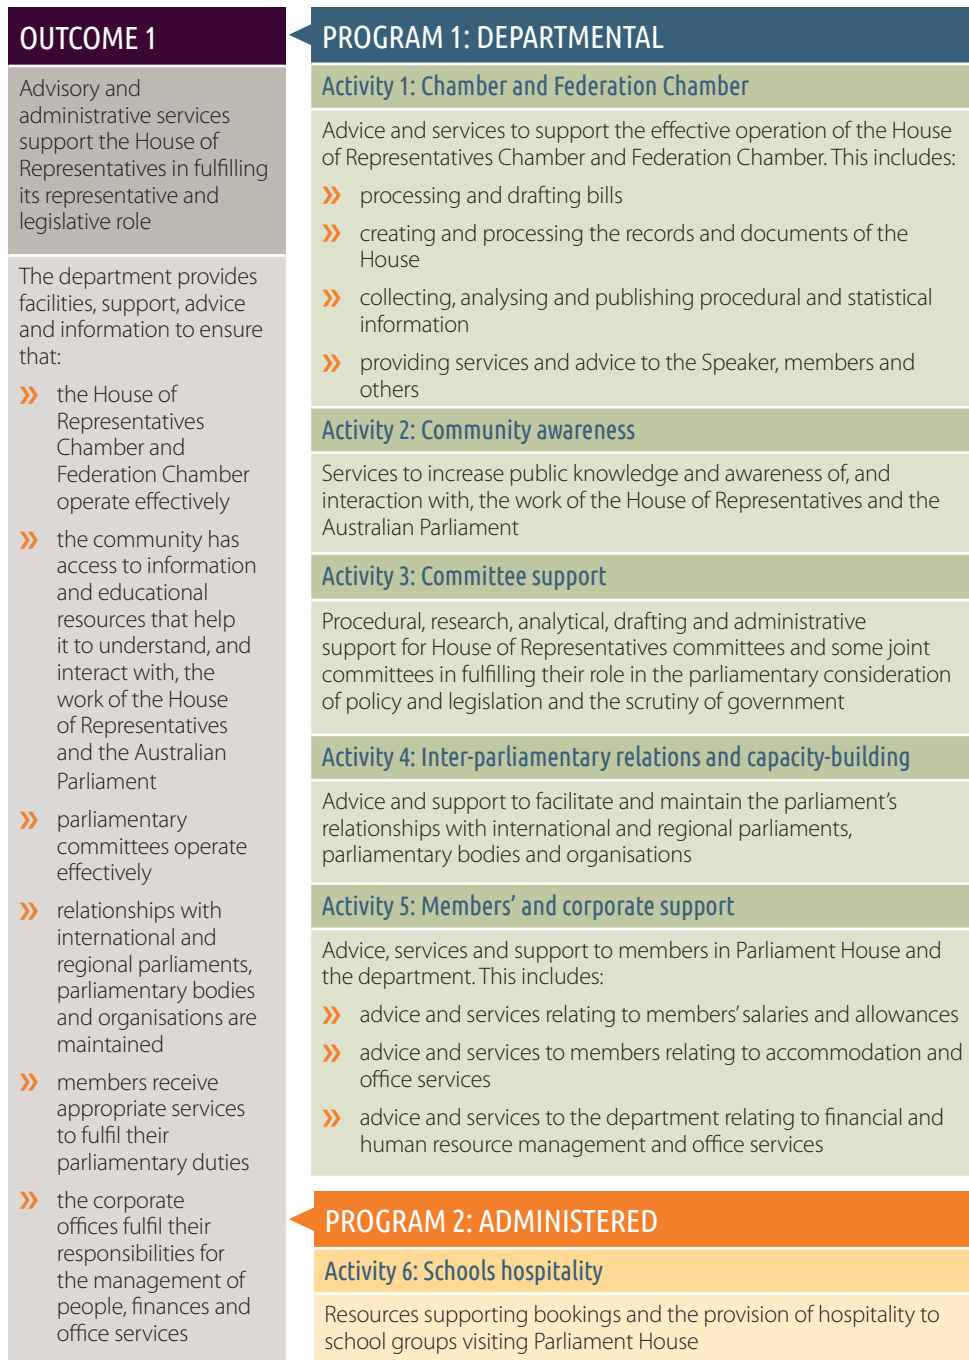 OUTCOME 1
Advisory and
administrative services
support the House of
Representatives in fulfilling
its representative and
legislative role
The department provides
facilities, support, advice
and information to ensure
that:
» the House of
Representatives
Chamber and
Federation Chamber
operate effectively
» the community has
access to information
and educational
resources that help
it to understand, and
interact with, the
work of the House
of Representatives
and the Australian
Parliament
» parliamentary
committees operate
effectively
» relationships with
international and
regional parliaments,
parliamentary bodies
and organisations are
maintained
» members receive
appropriate services
to fulfil their
parliamentary duties
» the corporate
offices fulfil their
responsibilities for
the management of
people, finances and
office services
PROGRAM 1: DEPARTMENTAL
Activity 1: Chamber and Federation Chamber
Advice and services to support the effective operation of the House
of Representatives Chamber and Federation Chamber. This includes:
» processing and drafting bills
» creating and processing the records and documents of the
House
» collecting, analysing and publishing procedural and statistical
information
» providing services and advice to the Speaker, members and
others
Activity 2: Community awareness
Services to increase public knowledge and awareness of, and
interaction with, the work of the House of Representatives and the
Australian Parliament
Activity 3: Committee support
Procedural, research, analytical, drafting and administrative
support for House of Representatives committees and some joint
committees in fulfilling their role in the parliamentary consideration
of policy and legislation and the scrutiny of government
Activity 4: Inter-parliamentary relations and capacity-building
Advice and support to facilitate and maintain the parliament's
relationships with international and regional parliaments,
parliamentary bodies and organisations
Activity 5: Members' and corporate support
Advice, services and support to members in Parliament House and
the department. This includes:
» advice and services relating to members' salaries and allowances
» advice and services to members relating to accommodation and
office services
» advice and services to the department relating to financial and
human resource management and office services
PROGRAM 2: ADMINISTERED
Activity 6: Schools hospitality
Resources supporting bookings and the provision of hospitality to
school groups visiting Parliament House